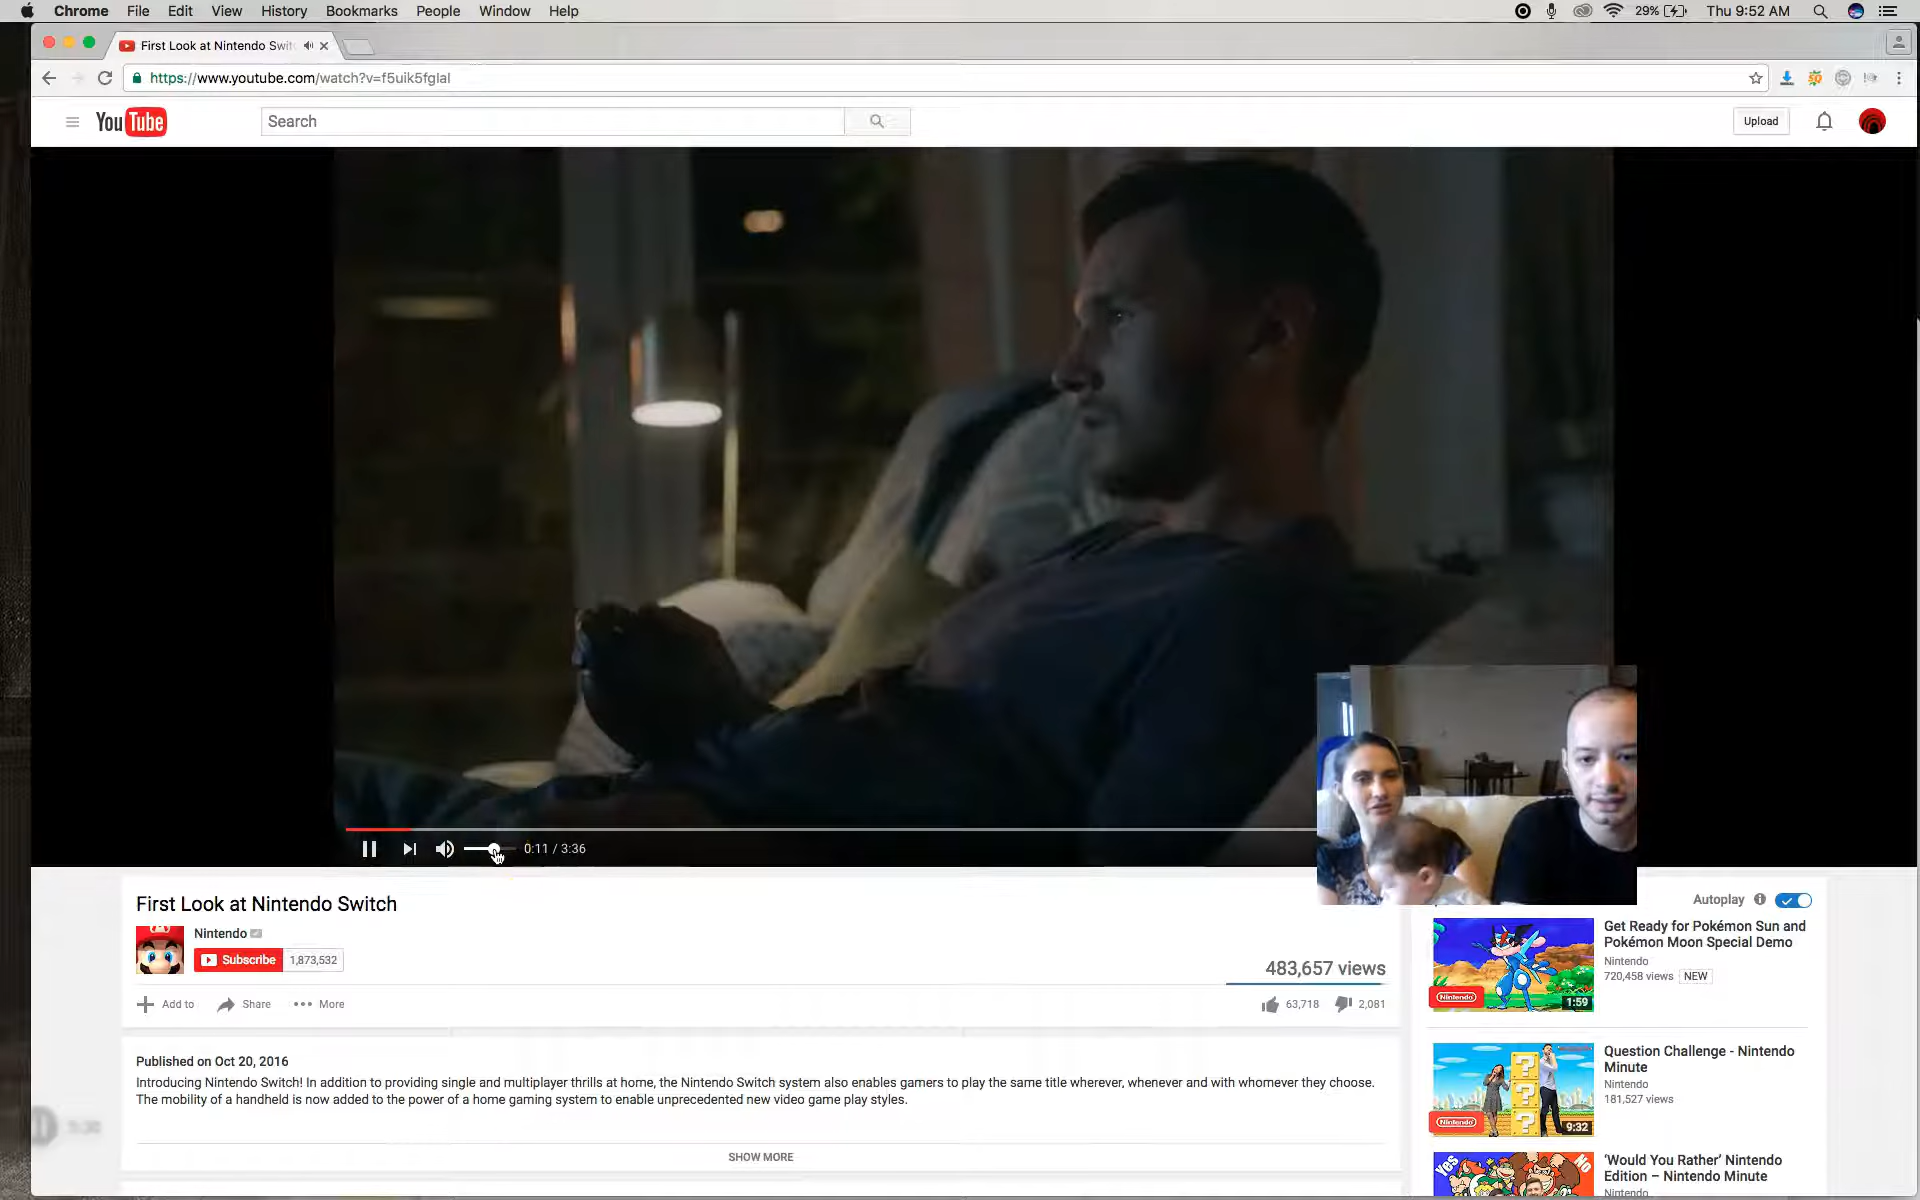 Chrome File Edit View History Bookmarks People Window Help 29% Thu 9:52 AM
First Look at Nintendo Swit
https://www.youtube.com/watch?v=f5uik5fglaI
YouTube Search Upload
0:11 / 3:36
First Look at Nintendo Switch
Nintendo
Subscribe 1,873,532
483,657 views
Add to Share More 63,718 2,081
Published on Oct 20, 2016
Introducing Nintendo Switch! In addition to providing single and multiplayer thrills at home, the Nintendo Switch system also enables gamers to play the same title wherever, whenever and with whomever they choose.
The mobility of a handheld is now added to the power of a home gaming system to enable unprecedented new video game play styles.
SHOW MORE
Autoplay
Get Ready for Pokémon Sun and
Pokémon Moon Special Demo
Nintendo
720,458 views NEW
Nintendo
1:59
Question Challenge - Nintendo
Minute
Nintendo
181,527 views
Nintendo
9:32
'Would You Rather' Nintendo
Edition – Nintendo Minute
Nintendo
Yes No